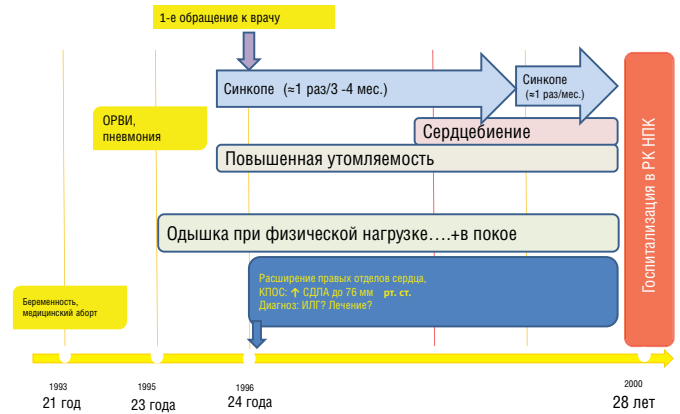 1-е обращение к врачу
Синкопе (≈1 раз/3 -4 мес.)
Синкопе
(≈1 раз/мес.)
ОРВИ,
пневмония
Сердцебиение
Повышенная утомляемость
Одышка при физической нагрузке….+в покое
Расширение правых отделов сердца,
КПОС: ↑ СДЛА до 76 мм рт. ст.
Диагноз: ИЛГ? Лечение?
Беременность,
медицинский аборт
Госпитализация в РК НПК
1993
21 год
1995
23 года
1996
24 года
2000
28 лет